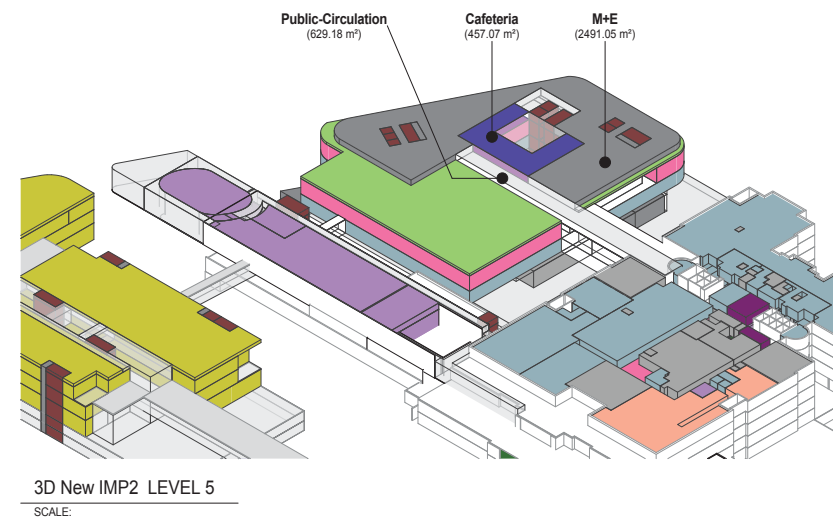 Public-Circulation
(629.18 m²)
Cafeteria
(457.07 m²)
M+E
(2491.05 m²)
3D New IMP2 LEVEL 5
SCALE: